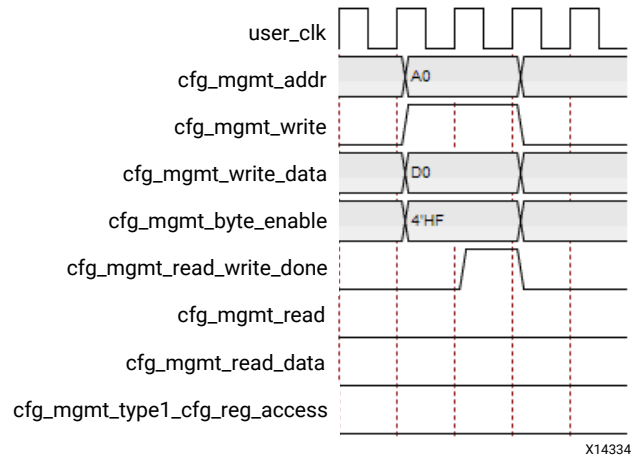 user_clk
cfg_mgmt_addr A0
cfg_mgmt_write
cfg_mgmt_write_data D0
cfg_mgmt_byte_enable 4'HF
cfg_mgmt_read_write_done
cfg_mgmt_read
cfg_mgmt_read_data
cfg_mgmt_type1_cfg_reg_access
X14334